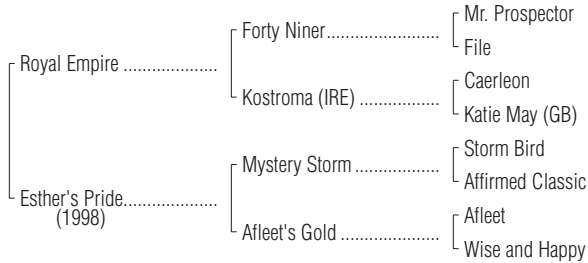 Mr. Prospector
Forty Niner.......................
File
Royal Empire ...................
Caerleon
Kostroma (IRE) ................
Katie May (GB)
Storm Bird
Mystery Storm .................
Affirmed Classic
Esther's Pride...................
(1998)
Afleet
Afleet's Gold ....................
Wise and Happy